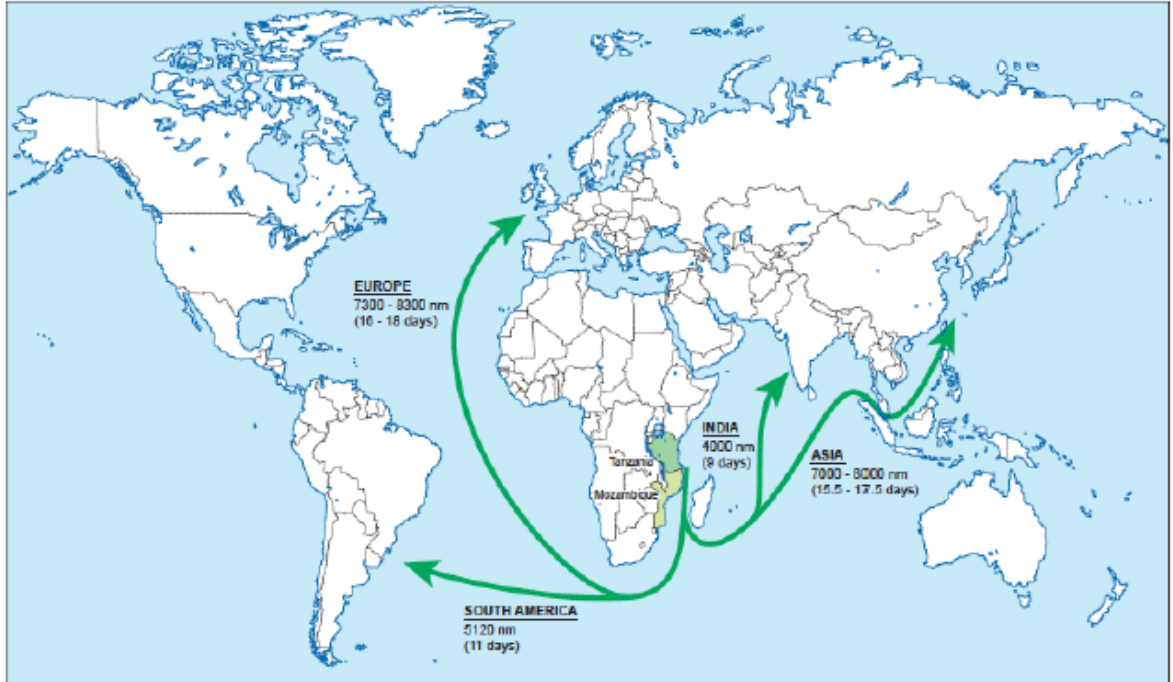 EUROPE
7300 - 8300 nm
(16 - 18 days)
INDIA
4000 nm
(9 days)
Tanzania
Mozambique
ASIA
7000 - 8000 nm
(15.5 - 17.5 days)
SOUTH AMERICA
5120 nm
(11 days)